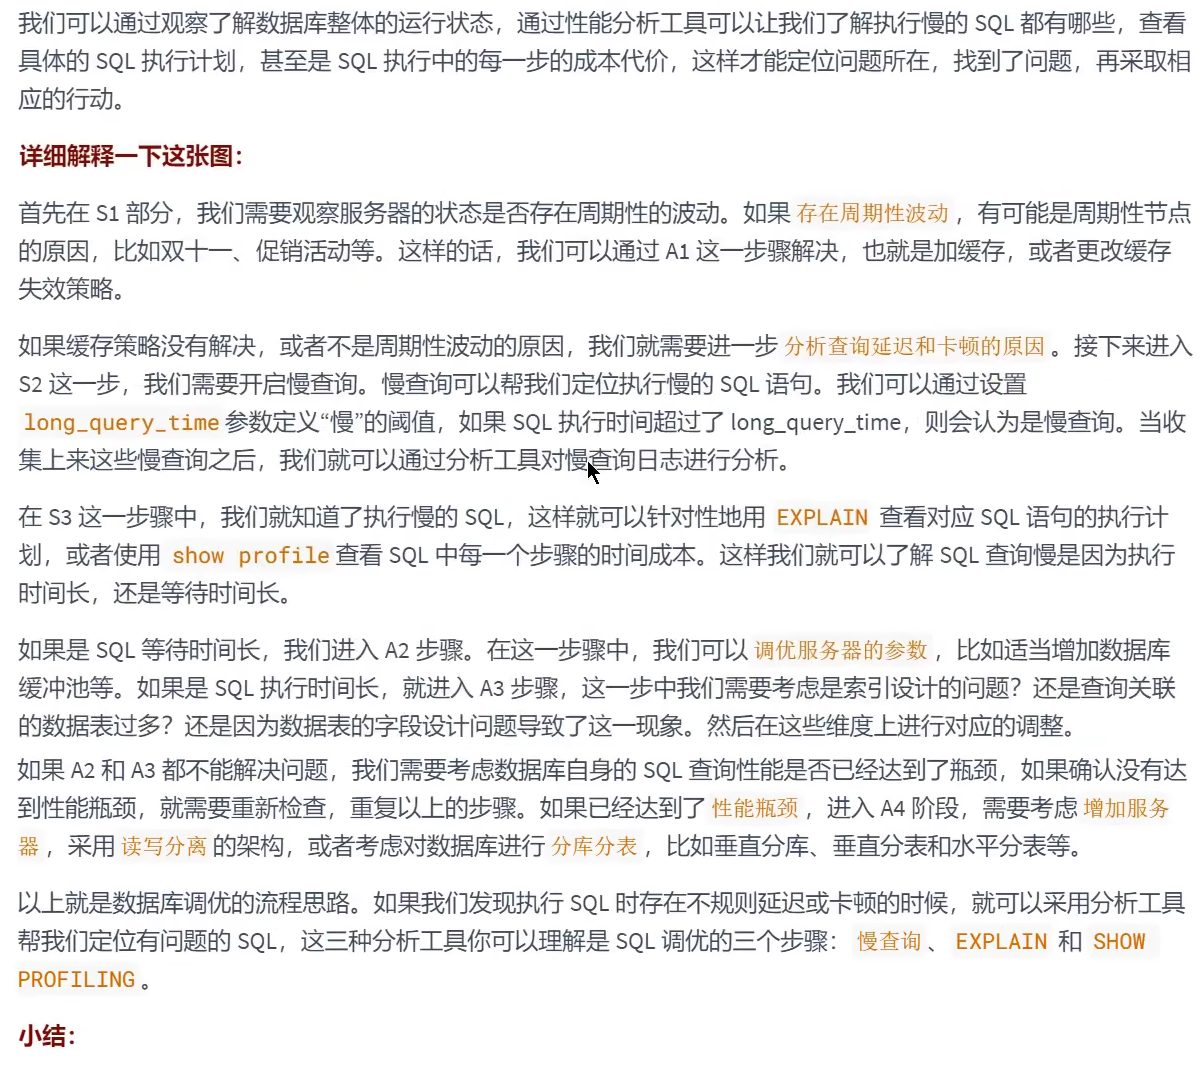 我们可以通过观察了解数据库整体的运行状态，通过性能分析工具可以让我们了解执行慢的 SQL 都有哪些，查看
具体的 SQL 执行计划，甚至是 SQL 执行中的每一步的成本代价，这样才能定位问题所在，找到了问题，再采取相
应的行动。
详细解释一下这张图：
首先在 S1 部分，我们需要观察服务器的状态是否存在周期性的波动。如果 存在周期性波动 ，有可能是周期性节点
的原因，比如双十一、促销活动等。这样的话，我们可以通过 A1 这一步骤解决，也就是加缓存，或者更改缓存
失效策略。
如果缓存策略没有解决，或者不是周期性波动的原因，我们就需要进一步 分析查询延迟和卡顿的原因 。接下来进入
S2 这一步，我们需要开启慢查询。慢查询可以帮我们定位执行慢的 SQL 语句。我们可以通过设置
long_query_time 参数定义“慢”的阈值，如果 SQL 执行时间超过了 long_query_time，则会认为是慢查询。当收
集上来这些慢查询之后，我们就可以通过分析工具对慢查询日志进行分析。
在 S3 这一步骤中，我们就知道了执行慢的 SQL，这样就可以针对性地用 EXPLAIN 查看对应 SQL 语句的执行计
划，或者使用 show profile 查看 SQL 中每一个步骤的时间成本。这样我们就可以了解 SQL 查询慢是因为执行
时间长，还是等待时间长。
如果是 SQL 等待时间长，我们进入 A2 步骤。在这一步骤中，我们可以 调优服务器的参数 ，比如适当增加数据库
缓冲池等。如果是 SQL 执行时间长，就进入 A3 步骤，这一步中我们需要考虑是索引设计的问题？还是查询关联
的数据表过多？还是因为数据表的字段设计问题导致了这一现象。然后在这些维度上进行对应的调整。
如果 A2 和 A3 都不能解决问题，我们需要考虑数据库自身的 SQL 查询性能是否已经达到了瓶颈，如果确认没有达
到性能瓶颈，就需要重新检查，重复以上的步骤。如果已经达到了 性能瓶颈 ，进入 A4 阶段，需要考虑 增加服务
器 ，采用 读写分离 的架构，或者考虑对数据库进行 分库分表 ，比如垂直分库、垂直分表和水平分表等。
以上就是数据库调优的流程思路。如果我们发现执行 SQL 时存在不规则延迟或卡顿的时候，就可以采用分析工具
帮我们定位有问题的 SQL，这三种分析工具你可以理解是 SQL 调优的三个步骤： 慢查询 、 EXPLAIN 和 SHOW
PROFILING 。
小结：